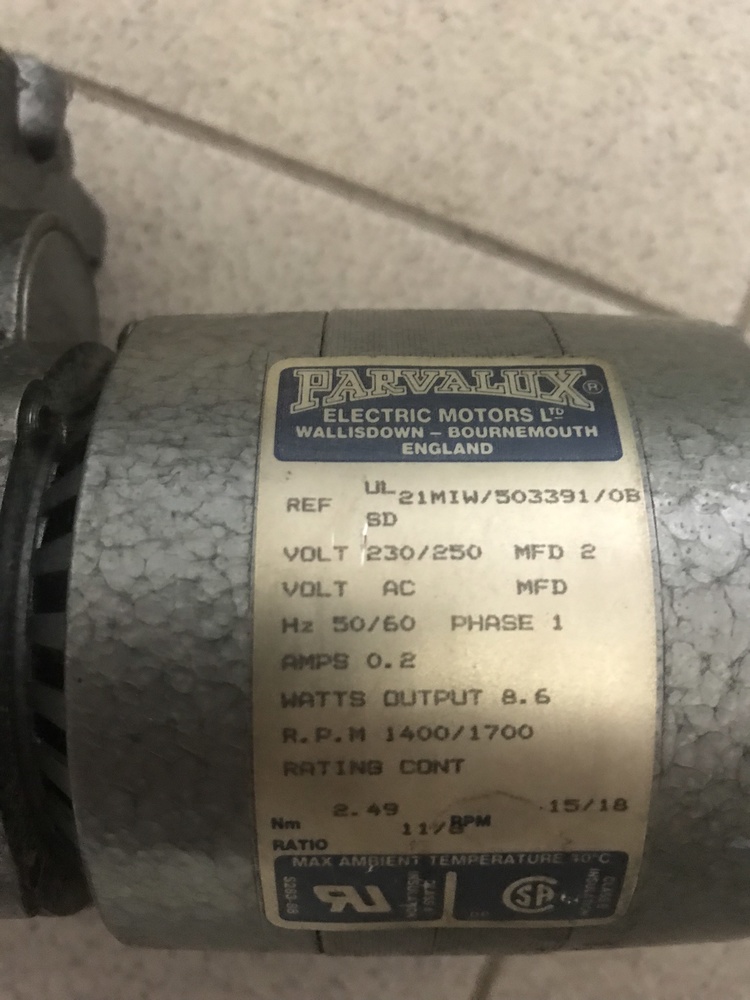 PARVALUX ®
ELECTRIC MOTORS LTD
WALLISDOWN – BOURNEMOUTH
ENGLAND
REF UL 21MIW/503391/0B
SD
VOLT 230/250 MFD 2
VOLT AC MFD
Hz 50/60 PHASE 1
AMPS 0.2
WATTS OUTPUT 8.6
R.P.M 1400/1700
RATING CONT
Nm 2.49 RPM 15/18
RATIO
MAX AMBIENT TEMPERATURE °C